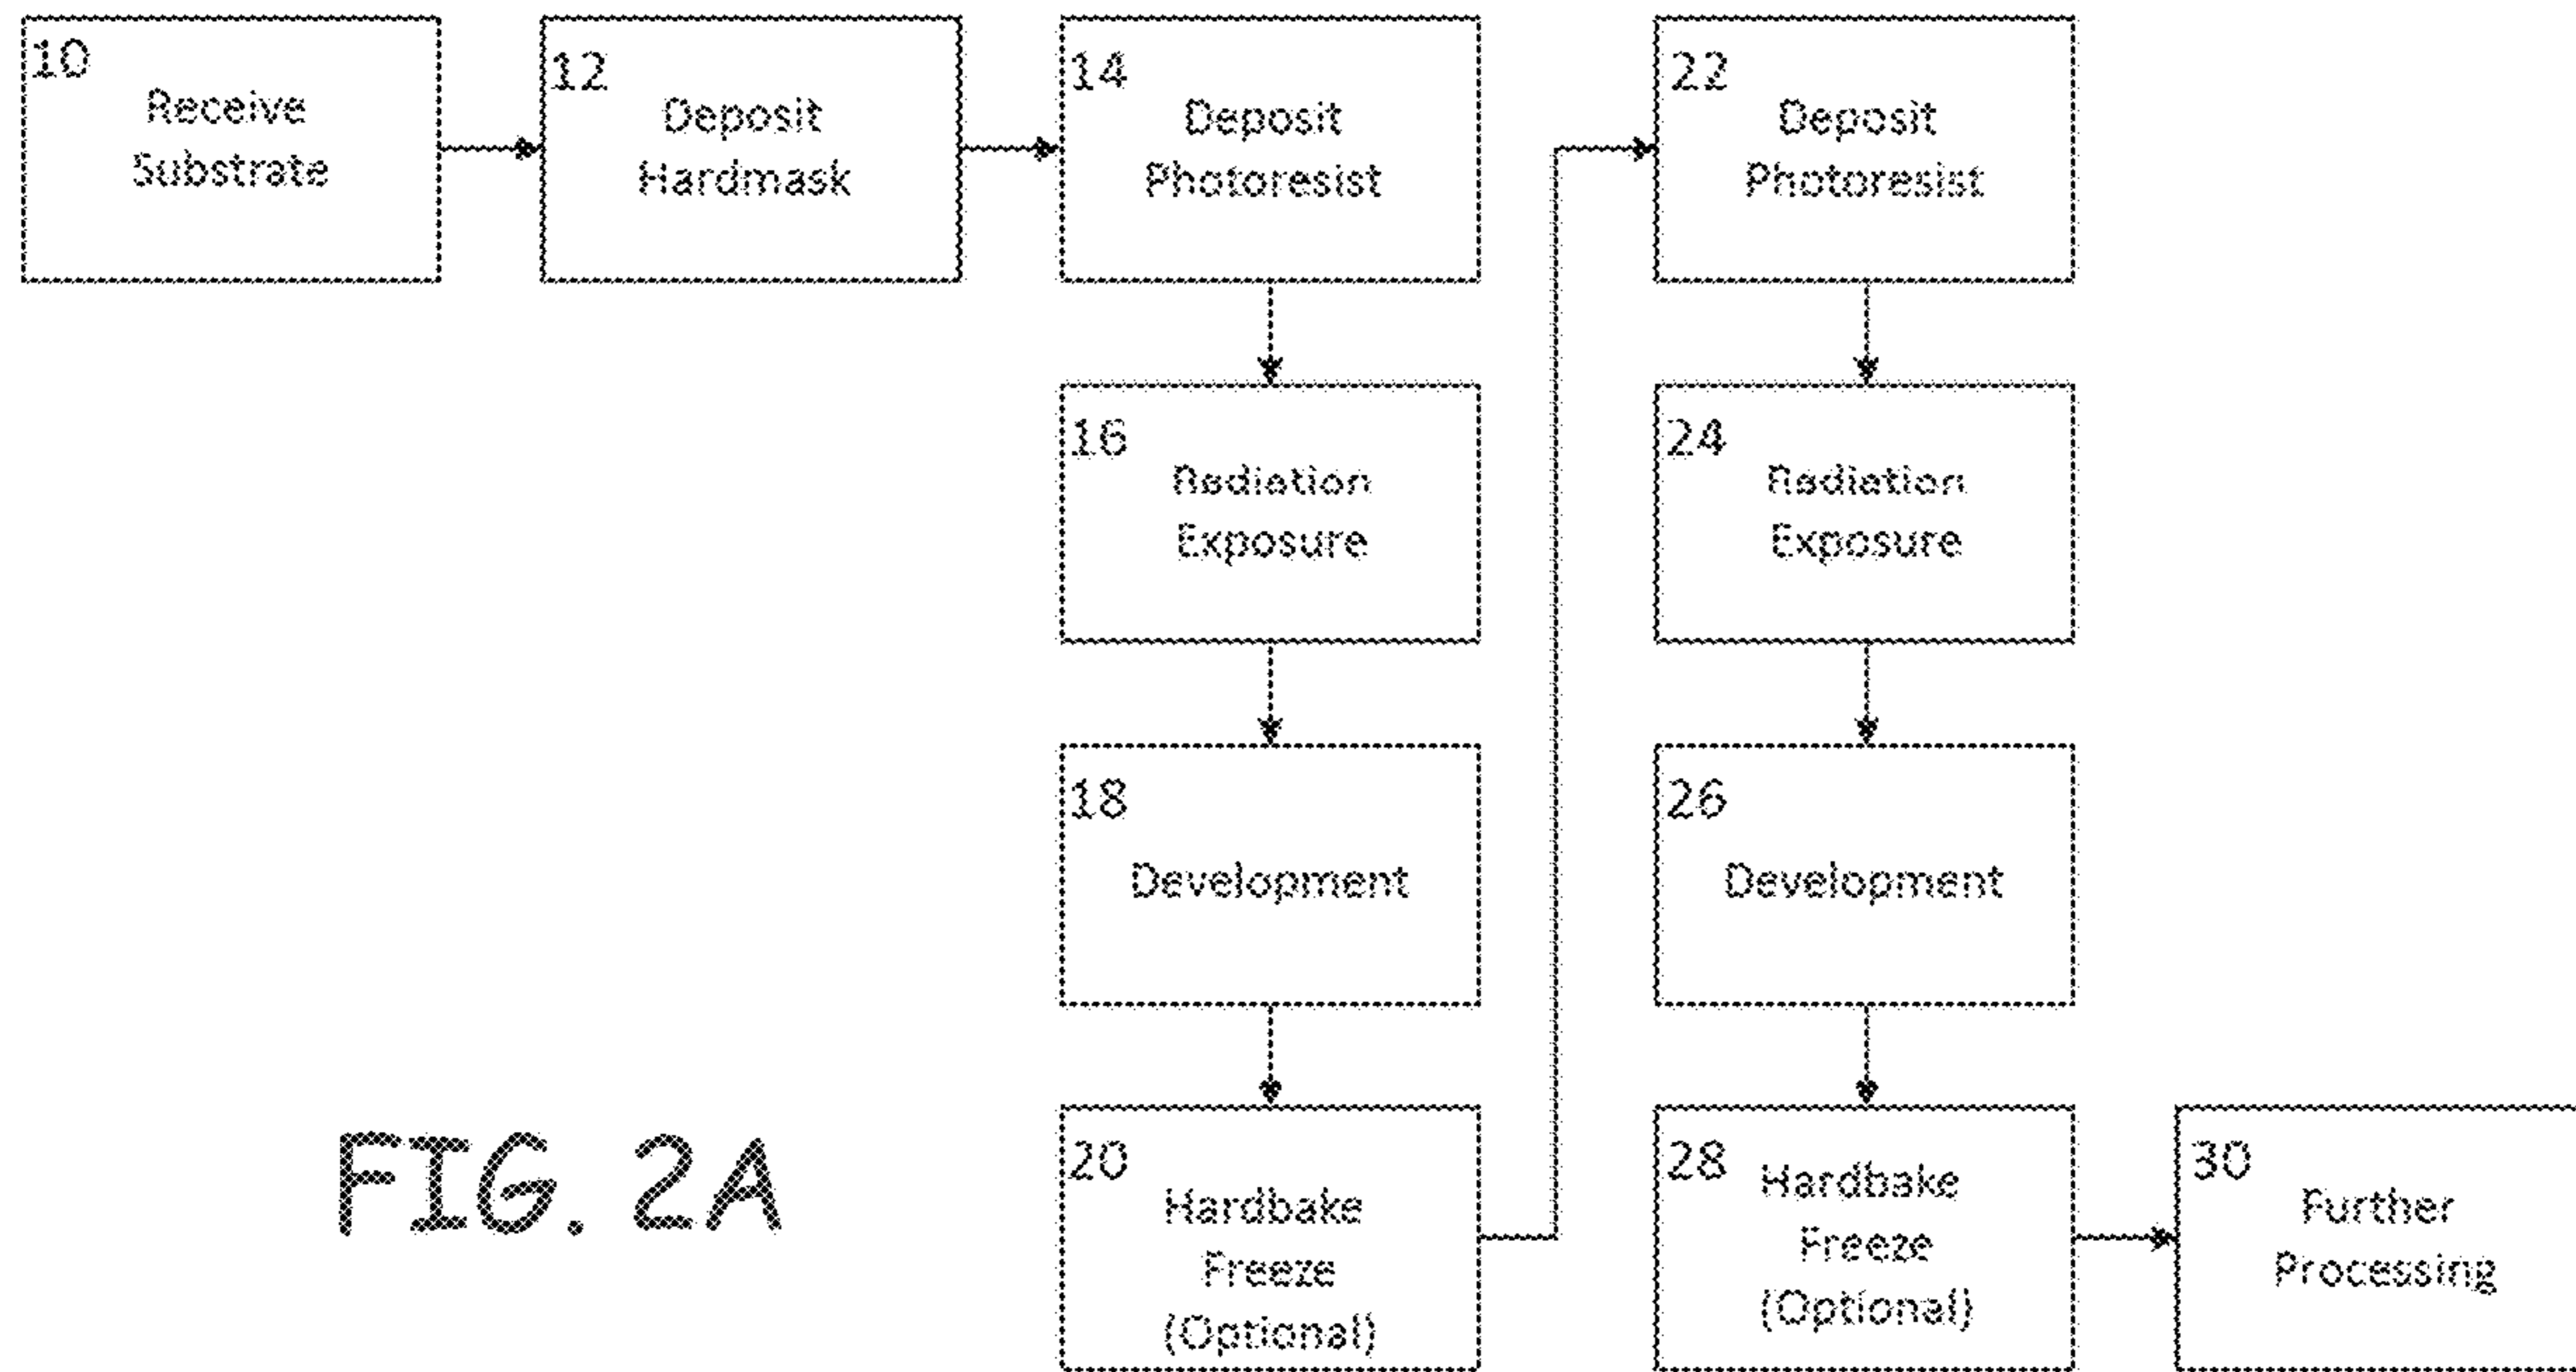 10
Receive
Substrate
12
Deposit
Hardmask
14
Deposit
Photoresist
16
Radiation
Exposure
18
Development
20
Hardbake
Freeze
(Optional)
22
Deposit
Photoresist
24
Radiation
Exposure
26
Development
28
Hardbake
Freeze
(Optional)
30
Further
Processing
FIG. 2A